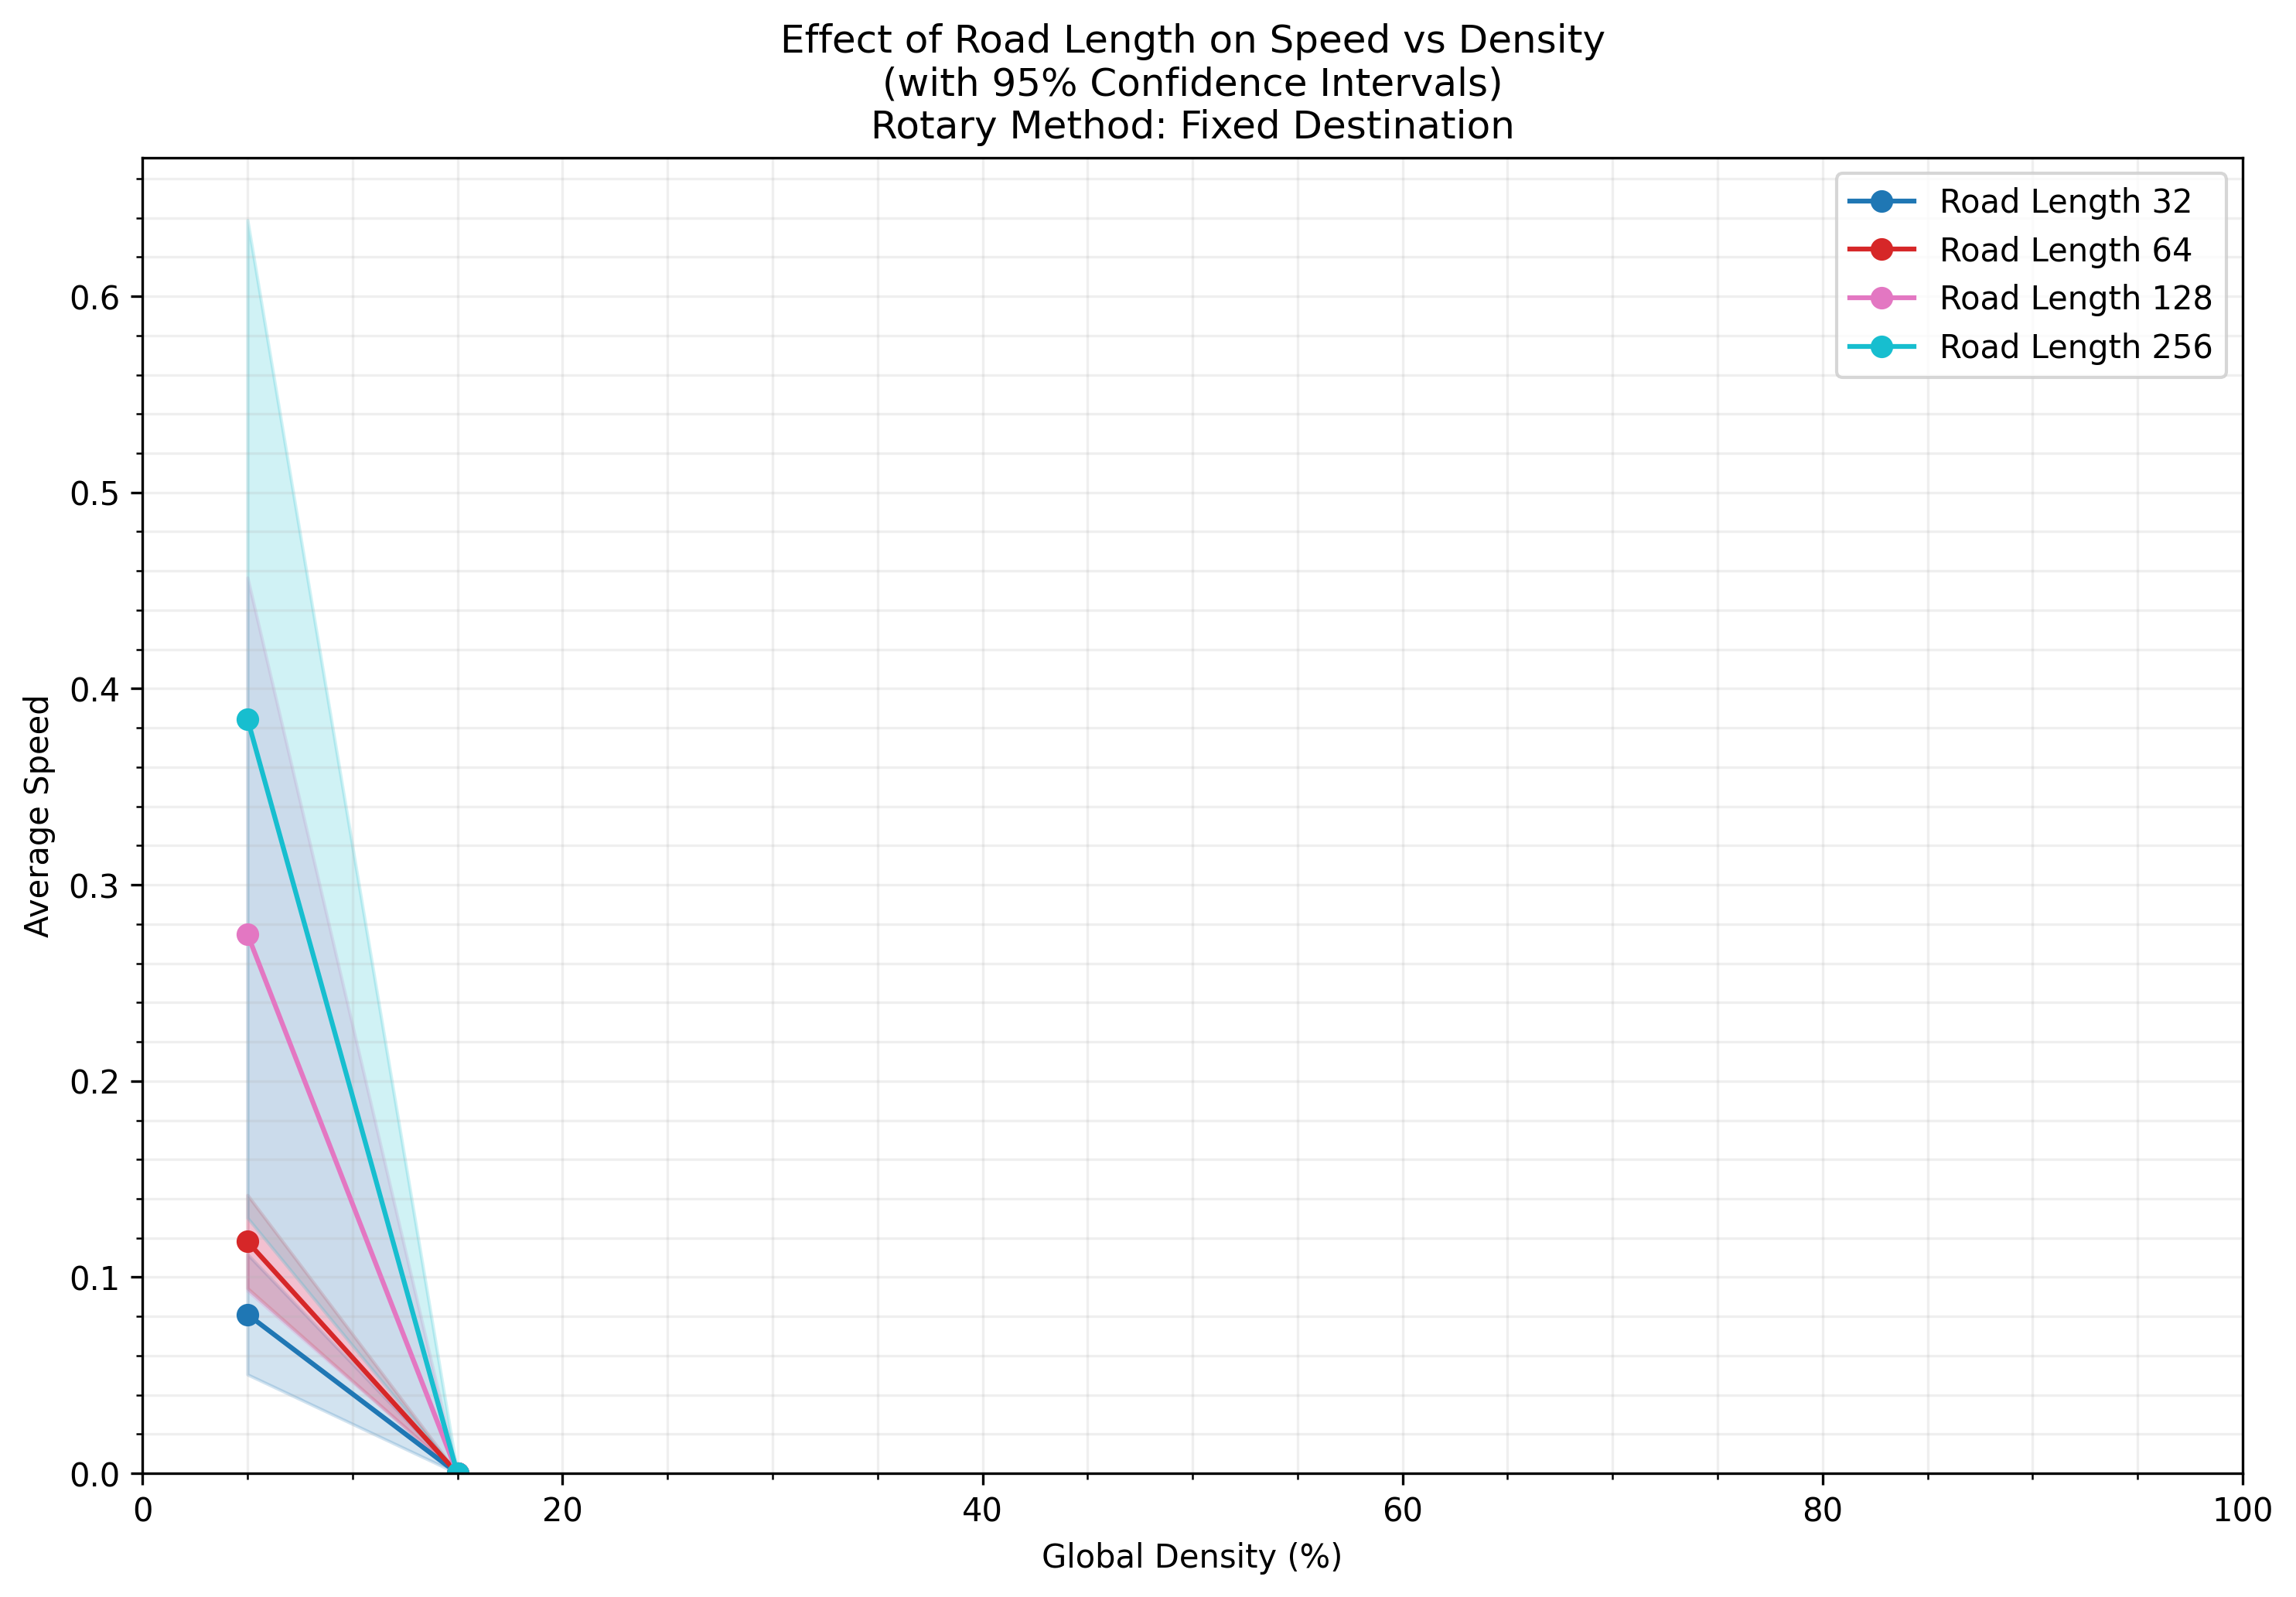 Effect of Road Length on Speed vs Density
(with 95% Confidence Intervals)
Rotary Method: Fixed Destination
Road Length 32
Road Length 64
Road Length 128
Road Length 256
0.6
0.5
0.4
0.3
0.2
0.1
0.0
Average Speed
0 20 40 60 80 100
Global Density (%)